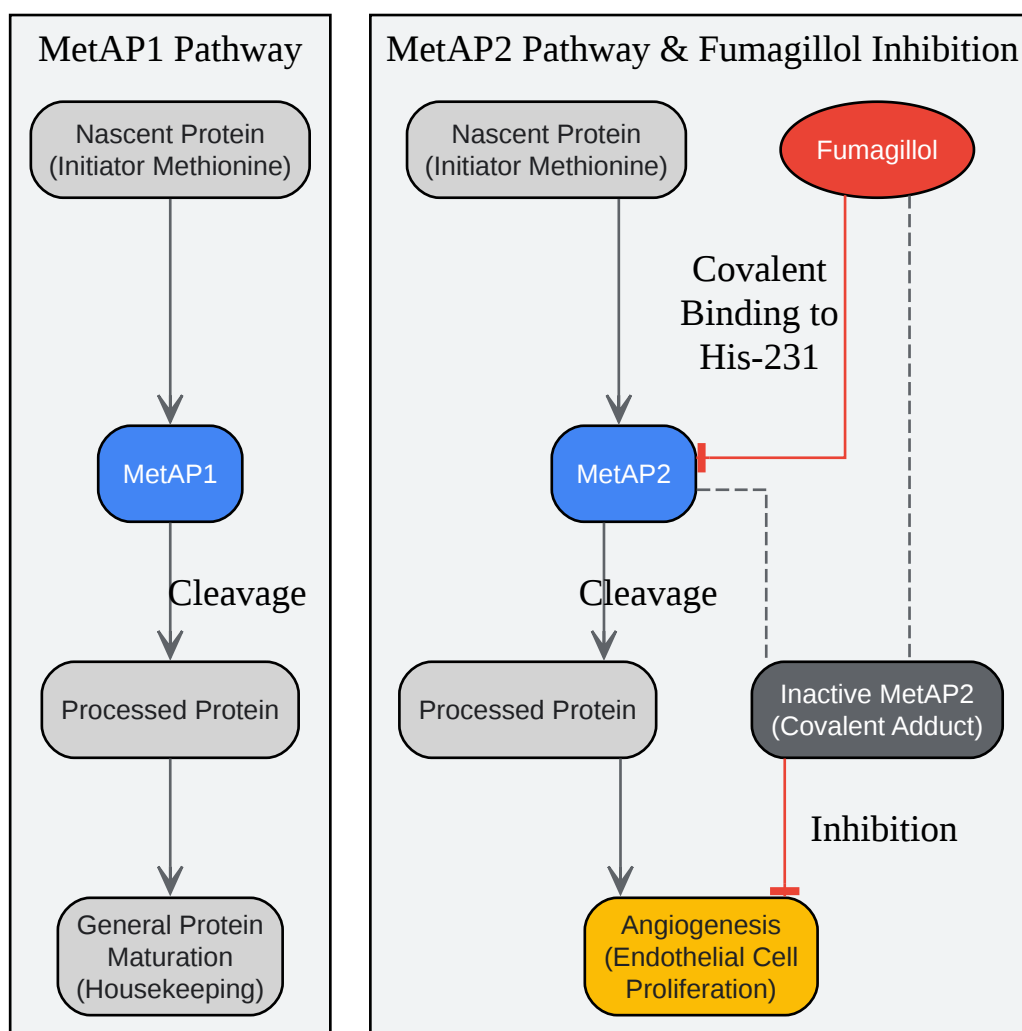 MetAP1 Pathway
Nascent Protein
(Initiator Methionine)
MetAP1
Cleavage
Processed Protein
General Protein
Maturation
(Housekeeping)
MetAP2 Pathway & Fumagillol Inhibition
Nascent Protein
(Initiator Methionine)
Fumagillol
Covalent
Binding to
His-231
MetAP2
Cleavage
Processed Protein
Inactive MetAP2
(Covalent Adduct)
Inhibition
Angiogenesis
(Endothelial Cell
Proliferation)